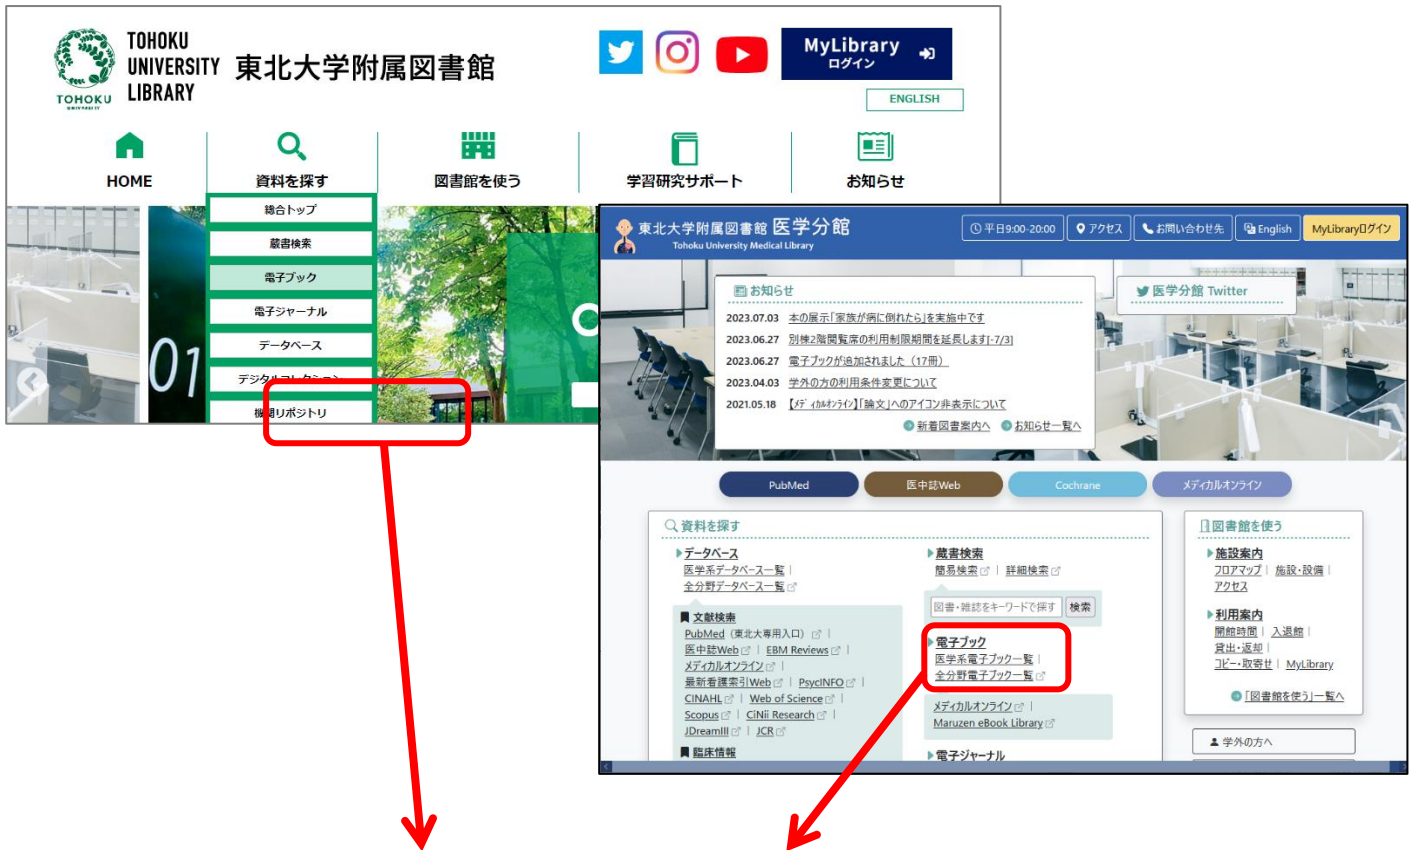 TOHOKU
UNIVERSITY
LIBRARY
東北大学附属図書館
TOHOKU
UNIVERSITY
MyLibrary
ログイン
ENGLISH
HOME
資料を探す
図書館を使う
学習研究サポート
お知らせ
総合トップ
蔵書検索
電子ブック
電子ジャーナル
データベース
デジタルコレクション
機関リポジトリ
01
東北大学附属図書館 医学分館
Tohoku University Medical Library
平日9:00-20:00
アクセス
お問い合わせ先
English
MyLibraryログイン
お知らせ
2023.07.03 本の展示「家族が病に倒れたら」を実施中です
2023.06.27 別棟2階閲覧席の利用制限期間を延長します[-7/3]
2023.06.27 電子ブックが追加されました（17冊）
2023.04.03 学外の方の利用条件変更について
2021.05.18 【メディカルオンライン】「論文」へのアイコン非表示について
新着図書案内へ お知らせ一覧へ
医学分館 Twitter
PubMed
医中誌Web
Cochrane
メディカルオンライン
資料を探す
データベース
医学系データベース一覧 |
全分野データベース一覧
文献検索
PubMed（東北大専用入口） |
医中誌Web | EBM Reviews |
メディカルオンライン |
最新看護索引Web | PsycINFO |
CINAHL | Web of Science |
Scopus | CiNii Research |
JDreamIII | JCR
臨床情報
蔵書検索
簡易検索 | 詳細検索
図書・雑誌をキーワードで探す 検索
電子ブック
医学系電子ブック一覧 |
全分野電子ブック一覧
メディカルオンライン |
Maruzen eBook Library
電子ジャーナル
図書館を使う
施設案内
フロアマップ | 施設・設備 |
アクセス
利用案内
開館時間 | 入退館 |
貸出・返却 |
コピー・取寄せ | MyLibrary
「図書館を使う」一覧へ
学外の方へ